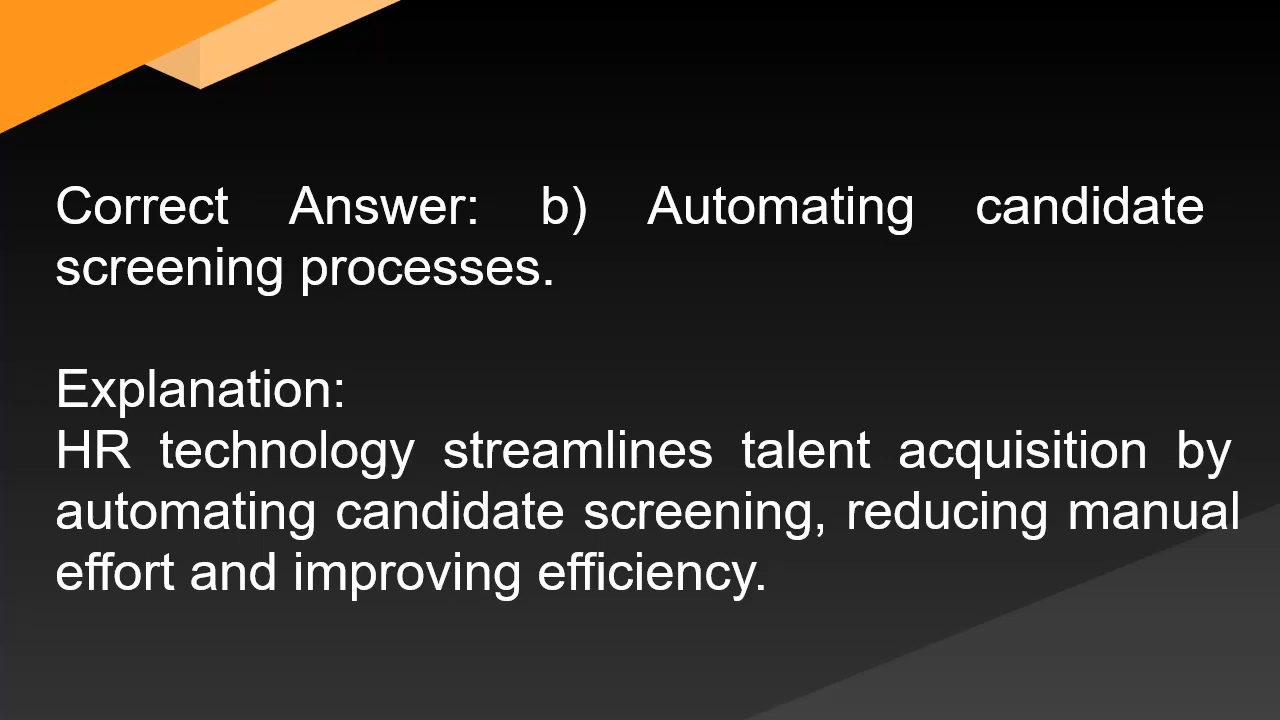 Correct Answer: b) Automating candidate
screening processes.
Explanation:
HR technology streamlines talent acquisition by
automating candidate screening, reducing manual
effort and improving efficiency.